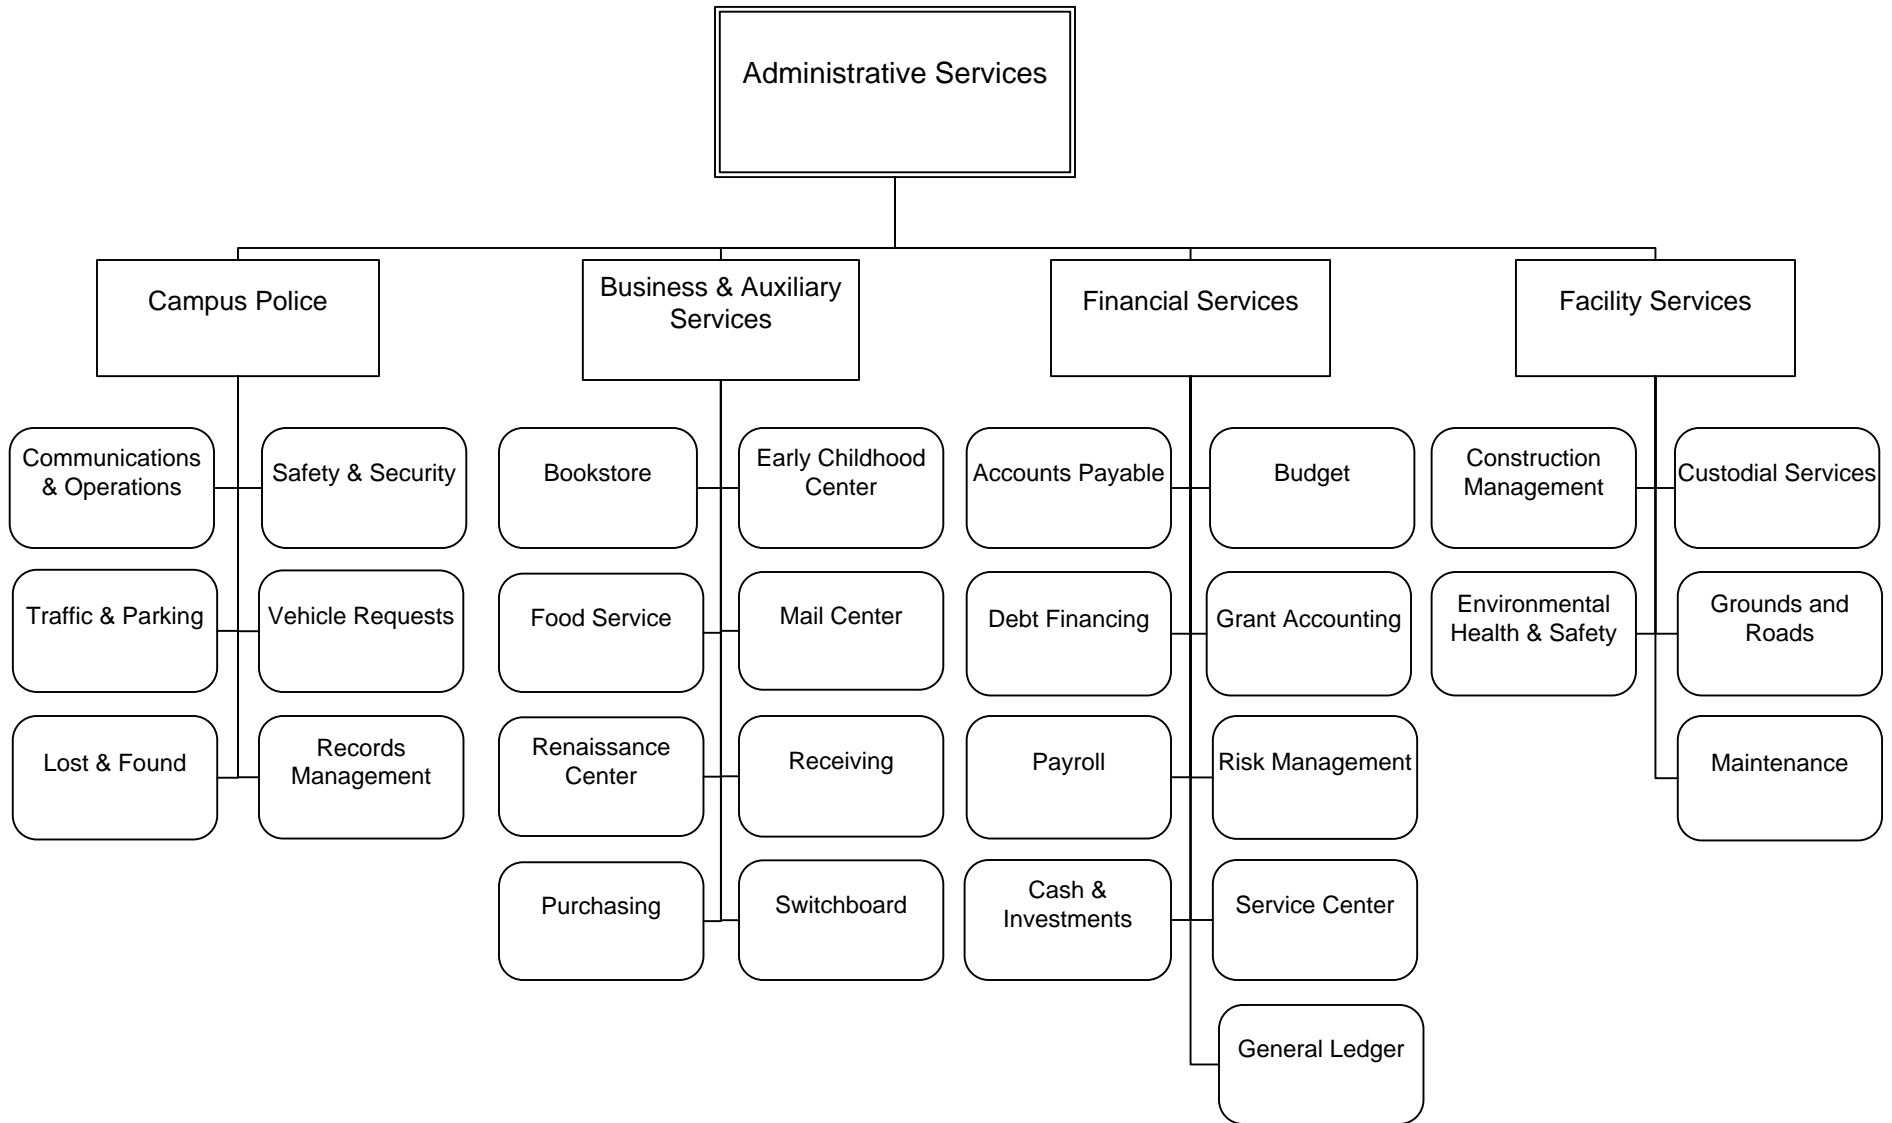 Administrative Services
Campus Police
Business & Auxiliary
Services
Financial Services
Facility Services
Communications
& Operations
Safety & Security
Bookstore
Early Childhood
Center
Accounts Payable
Budget
Construction
Management
Custodial Services
Traffic & Parking
Vehicle Requests
Food Service
Mail Center
Debt Financing
Grant Accounting
Environmental
Health & Safety
Grounds and
Roads
Lost & Found
Records
Management
Renaissance
Center
Receiving
Payroll
Risk Management
Maintenance
Purchasing
Switchboard
Cash &
Investments
Service Center
General Ledger